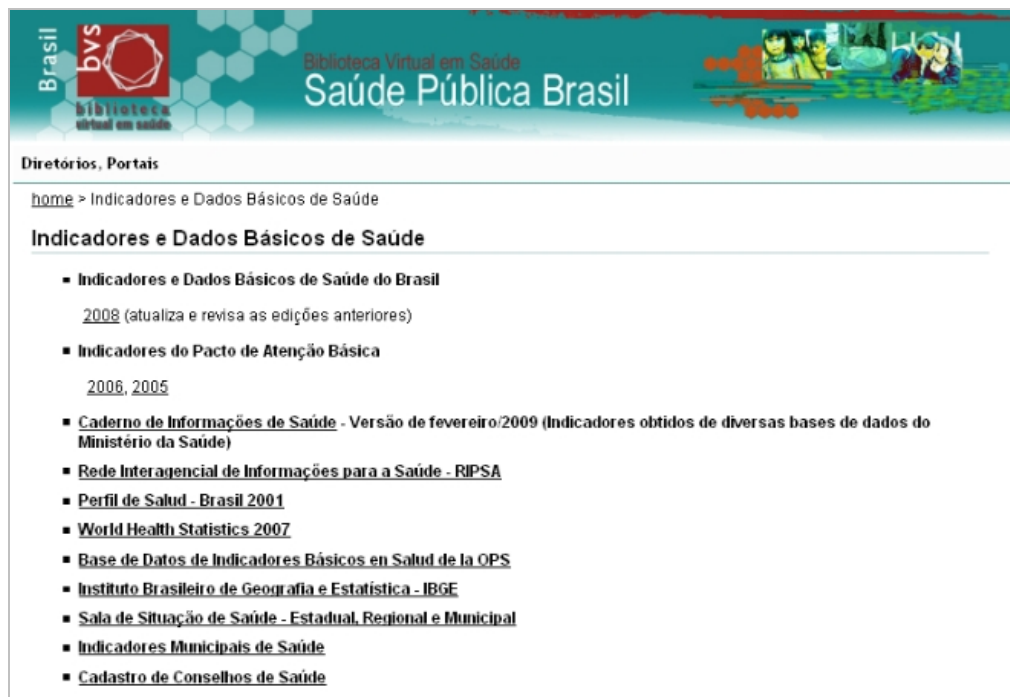 Brasil
bvs
biblioteca
virtual em saúde
Biblioteca Virtual em Saúde
Saúde Pública Brasil
Diretórios, Portais
home > Indicadores e Dados Básicos de Saúde
Indicadores e Dados Básicos de Saúde
Indicadores e Dados Básicos de Saúde do Brasil
2008 (atualiza e revisa as edições anteriores)
Indicadores do Pacto de Atenção Básica
2006, 2005
Caderno de Informações de Saúde - Versão de fevereiro/2009 (Indicadores obtidos de diversas bases de dados do
Ministério da Saúde)
Rede Interagencial de Informações para a Saúde - RIPSA
Perfil de Salud - Brasil 2001
World Health Statistics 2007
Base de Datos de Indicadores Básicos en Salud de la OPS
Instituto Brasileiro de Geografia e Estatística - IBGE
Sala de Situação de Saúde - Estadual, Regional e Municipal
Indicadores Municipais de Saúde
Cadastro de Conselhos de Saúde